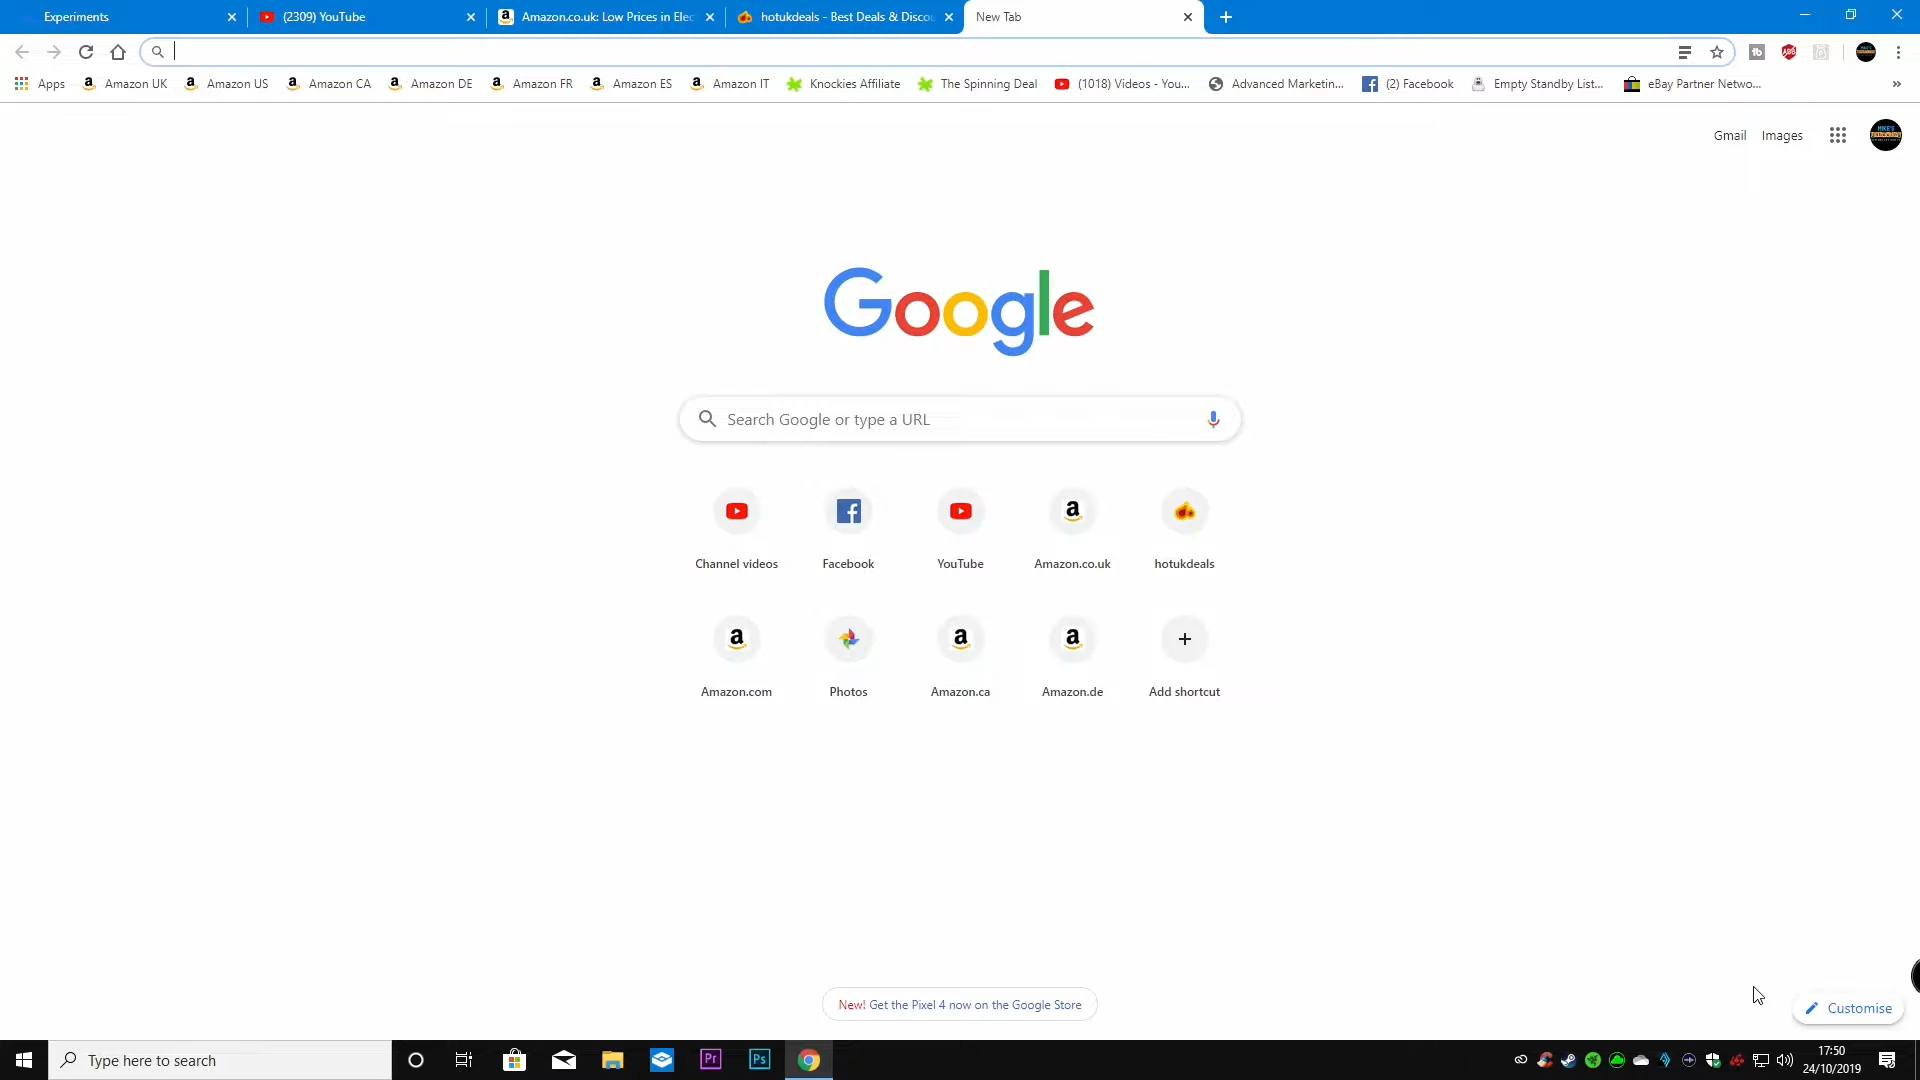 Experiments
(2309) YouTube
Amazon.co.uk: Low Prices in Elec
hotukdeals - Best Deals & Discou
New Tab
Apps
Amazon UK
Amazon US
Amazon CA
Amazon DE
Amazon FR
Amazon ES
Amazon IT
Knockies Affiliate
The Spinning Deal
(1018) Videos - You...
Advanced Marketin...
(2) Facebook
Empty Standby List...
eBay Partner Netwo...
»
Gmail
Images
Google
Search Google or type a URL
Channel videos
Facebook
YouTube
Amazon.co.uk
hotukdeals
Amazon.com
Photos
Amazon.ca
Amazon.de
Add shortcut
New! Get the Pixel 4 now on the Google Store
Customise
Type here to search
Pr
Ps
17:50
24/10/2019